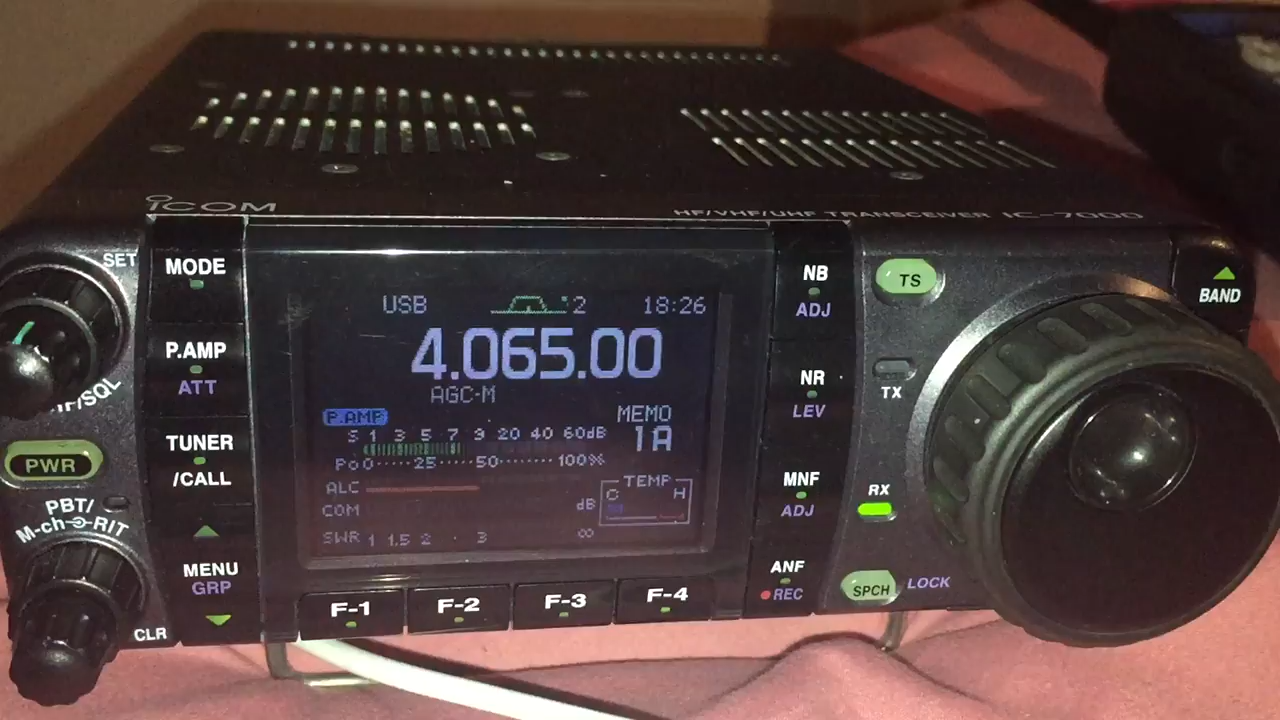 ICOM
HF/VHF/UHF TRANSCEIVER IC-7000
SET
MODE
P.AMP
ATT
TUNER
/CALL
MENU
GRP
PWR
PBT/
M-ch RIT
CLR
USB 2 18:26
4.065.00
AGC-M
P.AMP MEMO
1A
S 1 3 5 7 9 20 40 60dB
Po 0 25 50 100%
ALC
COM dB
TEMP
C H
SWR 1 1.5 2 3 ∞
F-1 F-2 F-3 F-4
NB
ADJ
NR
LEV
MNF
ADJ
ANF
REC
TS
TX
RX
SPCH LOCK
BAND